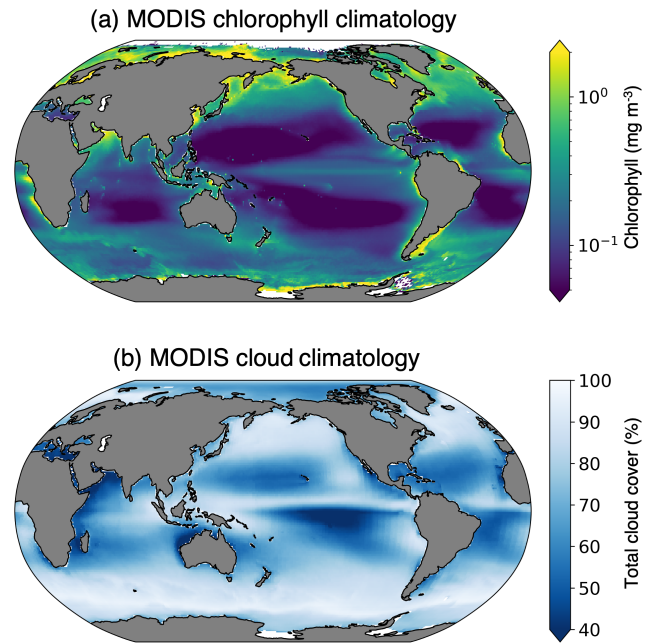 (a) MODIS chlorophyll climatology
10⁰
10⁻¹
Chlorophyll (mg m⁻³)
(b) MODIS cloud climatology
100
90
80
70
60
50
40
Total cloud cover (%)